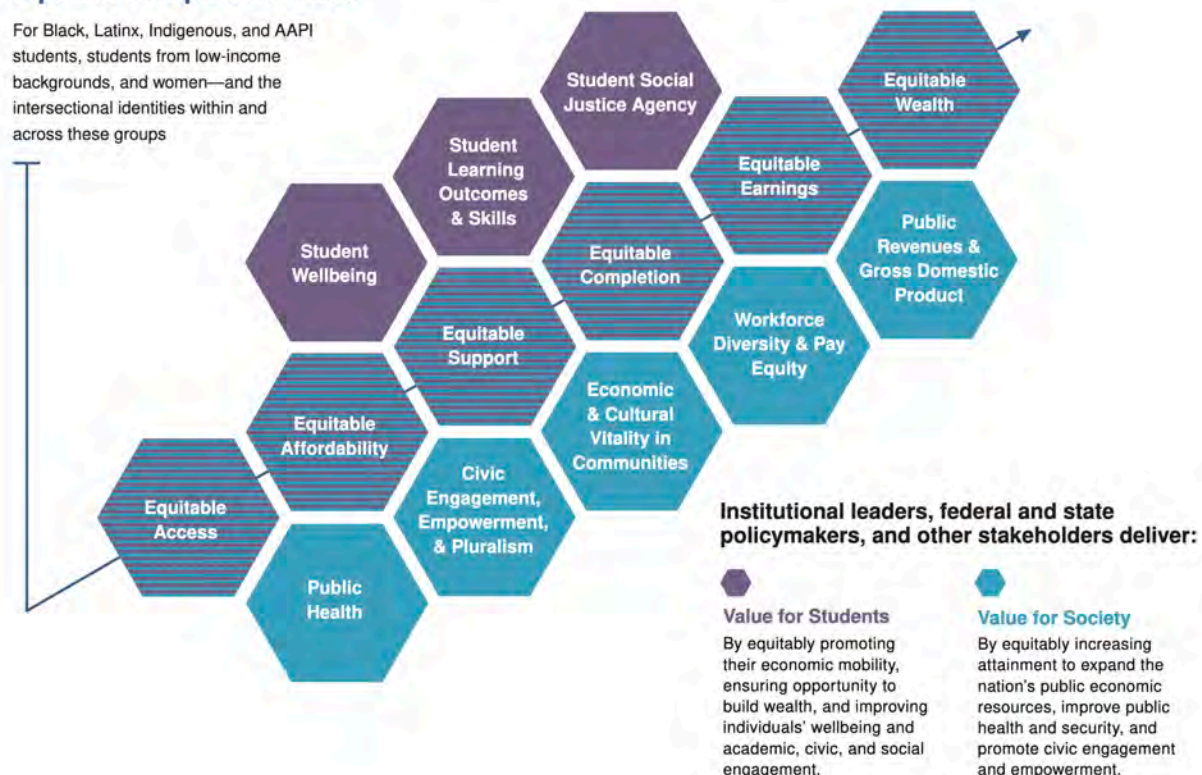 For Black, Latinx, Indigenous, and AAPI
students, students from low-income
backgrounds, and women—and the
intersectional identities within and
across these groups
Student Social
Justice Agency
Equitable
Wealth
Student
Learning
Outcomes
& Skills
Equitable
Earnings
Student
Wellbeing
Equitable
Completion
Public
Revenues &
Gross Domestic
Product
Equitable
Support
Workforce
Diversity & Pay
Equity
Equitable
Affordability
Economic
& Cultural
Vitality in
Communities
Equitable
Access
Civic
Engagement,
Empowerment,
& Pluralism
Public
Health
Institutional leaders, federal and state
policymakers, and other stakeholders deliver:
Value for Students
By equitably promoting
their economic mobility,
ensuring opportunity to
build wealth, and improving
individuals' wellbeing and
academic, civic, and social
engagement.
Value for Society
By equitably increasing
attainment to expand the
nation's public economic
resources, improve public
health and security, and
promote civic engagement
and empowerment.